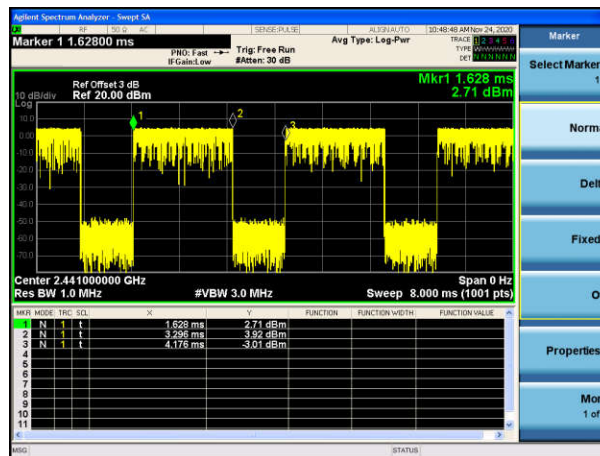 Agilent Spectrum Analyzer - Swept SA
RF 50 Ω AC SENSE:PULSE ALIGNAUTO 10:48:48 AM Nov 24, 2020
Marker 1 1.62800 ms
PNO: Fast Trig: Free Run
IFGain:Low #Atten: 30 dB
Avg Type: Log-Pwr
TRACE 1 2 3 4 5 6
TYPE
DET N N N N N N
Mkr1 1.628 ms
2.71 dBm
Ref Offset 3 dB
10 dB/div Ref 20.00 dBm
Log
1
2
3
10.0
0.00
-10.0
-20.0
-30.0
-40.0
-50.0
-60.0
-70.0
Center 2.441000000 GHz Span 0 Hz
Res BW 1.0 MHz #VBW 3.0 MHz Sweep 8.000 ms (1001 pts)
MKR MODE TRC SCL X Y FUNCTION FUNCTION WIDTH FUNCTION VALUE
1 N 1 t 1.628 ms 2.71 dBm
2 N 1 t 3.296 ms 3.92 dBm
3 N 1 t 4.176 ms -3.01 dBm
4
5
6
7
8
9
10
11
MSG STATUS
Marker
Select Marker
1
Norma
Delt
Fixed
O
Properties
Mor
1 of